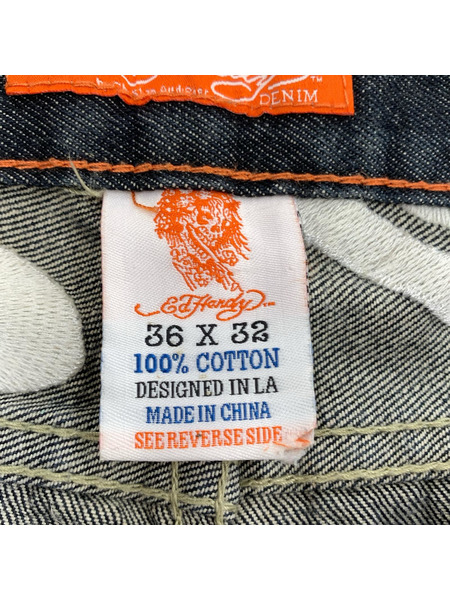 DENIM
Ed Hardy
36 X 32
100% COTTON
DESIGNED IN LA
MADE IN CHINA
SEE REVERSE SIDE